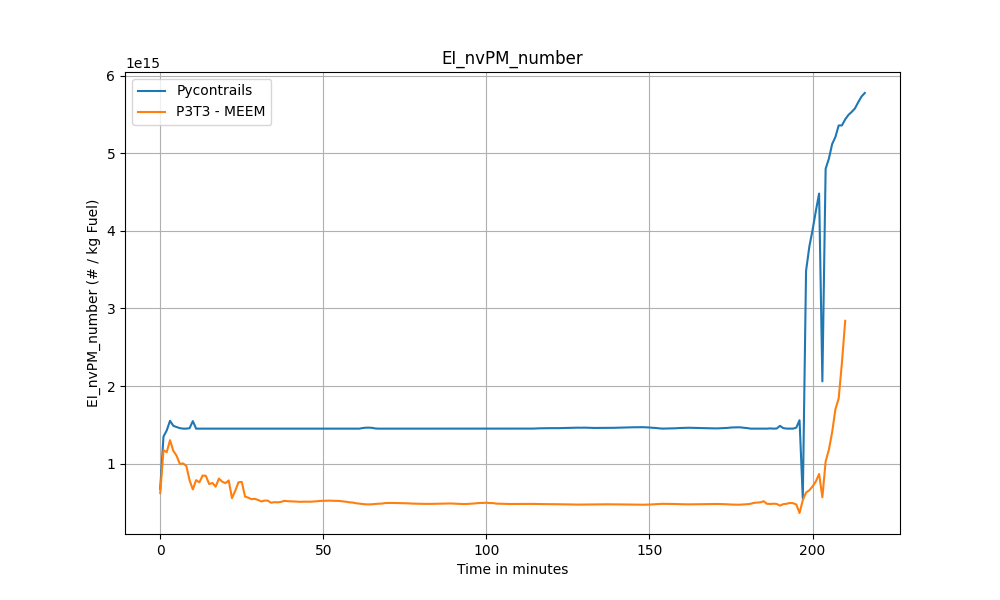 EI_nvPM_number
1e15
Pycontrails
P3T3 - MEEM
6
5
4
3
2
1
EI_nvPM_number (# / kg Fuel)
0 50 100 150 200
Time in minutes